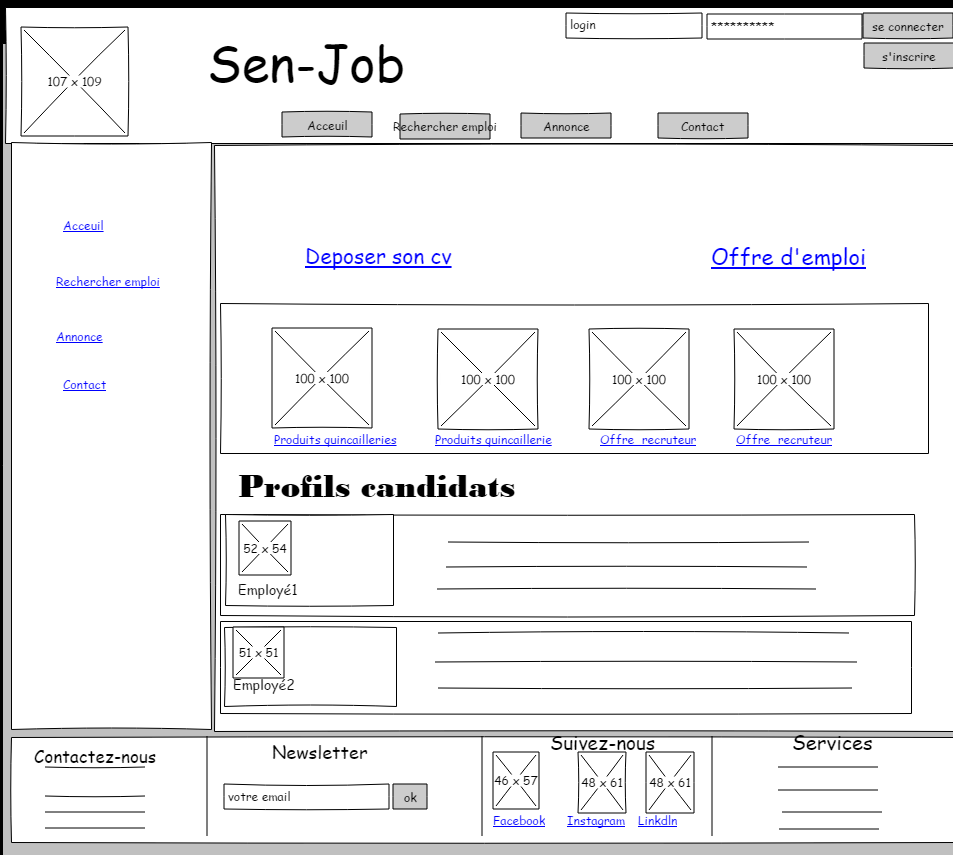 login
**********
se connecter
s'inscrire
107 x 109
Sen-Job
Acceuil
Rechercher emploi
Annonce
Contact
Acceuil
Rechercher emploi
Annonce
Contact
Deposer son cv
Offre d'emploi
100 x 100
100 x 100
100 x 100
100 x 100
Produits quincailleries
Produits quincaillerie
Offre recruteur
Offre recruteur
Profils candidats
52 x 54
Employé1
51 x 51
Employé2
Contactez-nous
Newsletter
votre email
ok
Suivez-nous
46 x 57
48 x 61
48 x 61
Facebook
Instagram
Linkdln
Services